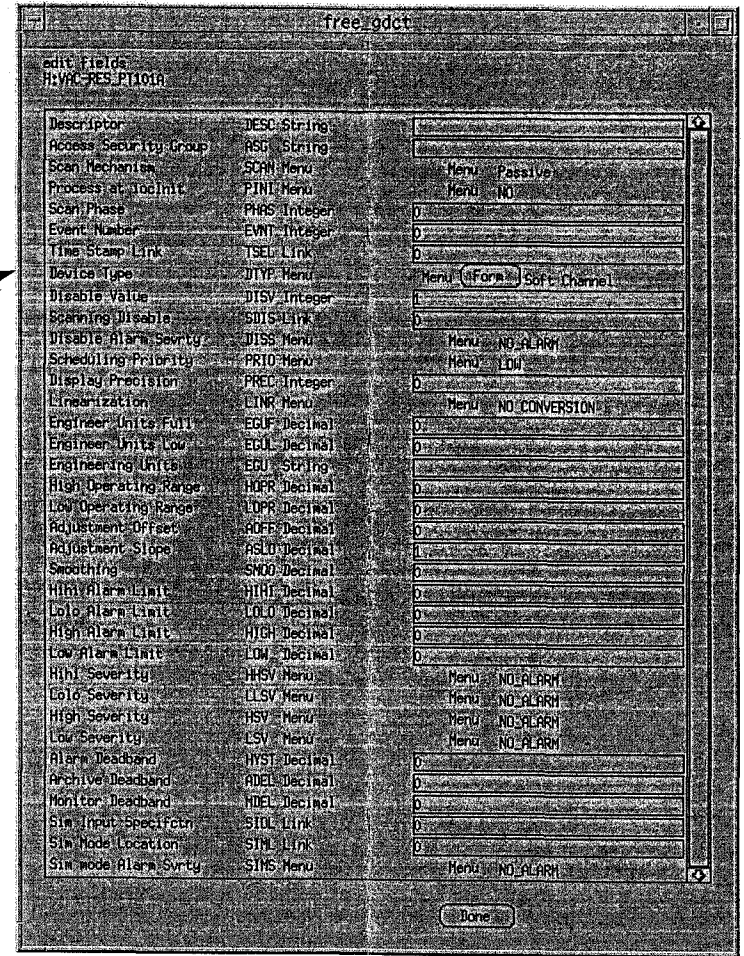 free_gdct
edit fields
H:VAC-RES_PT101A
Descriptor DESC String
Access Security Group ASG String
Scan Mechanism SCAN Menu Menu Passive
Process at IocInit PINI Menu Menu NO
Scan Phase PHAS Integer 0
Event Number EVNT Integer 0
Time Stamp Link TSEL Link 0
Device Type DTYP Menu Menu Form Soft Channel
Disable Value DISV Integer 1
Scanning Disable SDIS Link 0
Disable Alarm Sevrty DISS Menu Menu NO_ALARM
Scheduling Priority PRIO Menu Menu LOW
Display Precision PREC Integer 0
Linearization LINR Menu Menu NO CONVERSION
Engineer Units Full EGUF Decimal 0
Engineer Units Low EGUL Decimal 0
Engineering Units EGU String
High Operating Range HOPR Decimal 0
Low Operating Range LOPR Decimal 0
Adjustment Offset AOFF Decimal 0
Adjustment Slope ASLO Decimal 1
Smoothing SMOO Decimal 0
Hihi Alarm Limit HIHI Decimal 0
Lolo Alarm Limit LOLO Decimal 0
High Alarm Limit HIGH Decimal 0
Low Alarm Limit LOW Decimal 0
Hihi Severity HHSV Menu Menu NO_ALARM
Lolo Severity LLSV Menu Menu NO_ALARM
High Severity HSV Menu Menu NO_ALARM
Low Severity LSV Menu Menu NO_ALARM
Alarm Deadband HYST Decimal 0
Archive Deadband ADEL Decimal 0
Monitor Deadband MDEL Decimal 0
Sim Input Specifctn SIOL Link 0
Sim Mode Location SIML Link 0
Sim mode Alarm Svrty SIMS Menu Menu NO_ALARM
Done